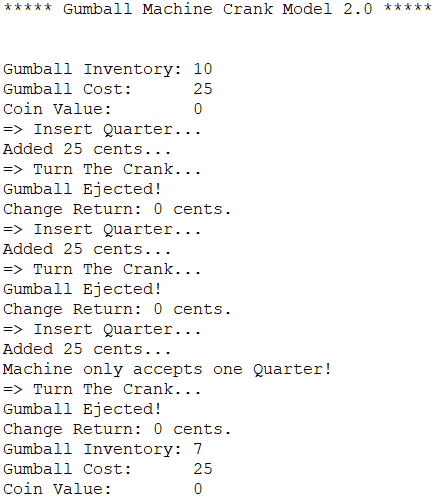 ***** Gumball Machine Crank Model 2.0 *****
Gumball Inventory: 10
Gumball Cost: 25
Coin Value: 0
=> Insert Quarter...
Added 25 cents...
=> Turn The Crank...
Gumball Ejected!
Change Return: 0 cents.
=> Insert Quarter...
Added 25 cents...
=> Turn The Crank...
Gumball Ejected!
Change Return: 0 cents.
=> Insert Quarter...
Added 25 cents...
Machine only accepts one Quarter!
=> Turn The Crank...
Gumball Ejected!
Change Return: 0 cents.
Gumball Inventory: 7
Gumball Cost: 25
Coin Value: 0